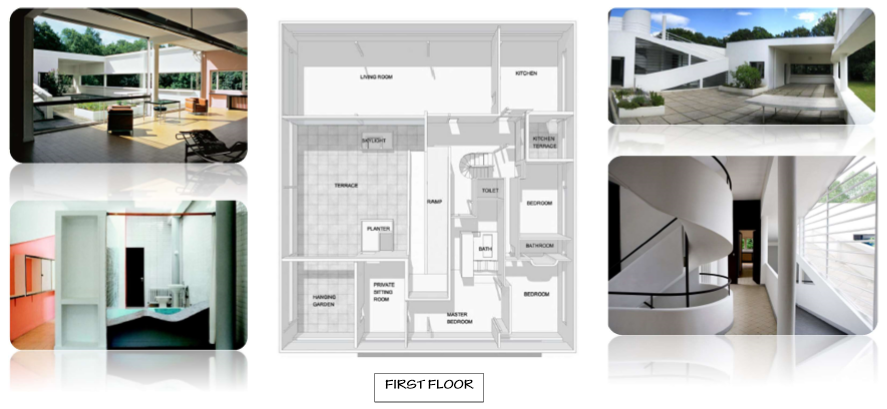 LIVING ROOM
KITCHEN
SKYLIGHT
KITCHEN
TERRACE
TOILET
TERRACE
RAMP
BEDROOM
PLANTER
BATH
BATHROOM
HANGING
GARDEN
PRIVATE
SITTING
ROOM
BEDROOM
MASTER
BEDROOM
FIRST FLOOR